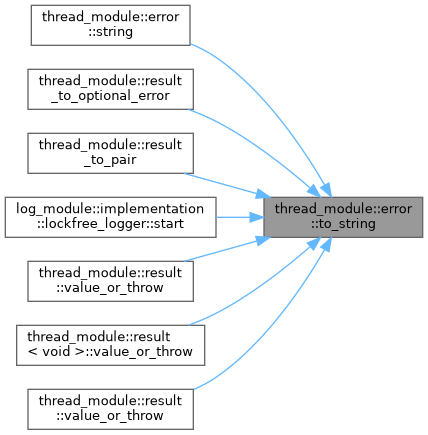 thread_module::error
::string
thread_module::result
_to_optional_error
thread_module::result
_to_pair
log_module::implementation
::lockfree_logger::start
thread_module::error
::to_string
thread_module::result
::value_or_throw
thread_module::result
< void >::value_or_throw
thread_module::result
::value_or_throw